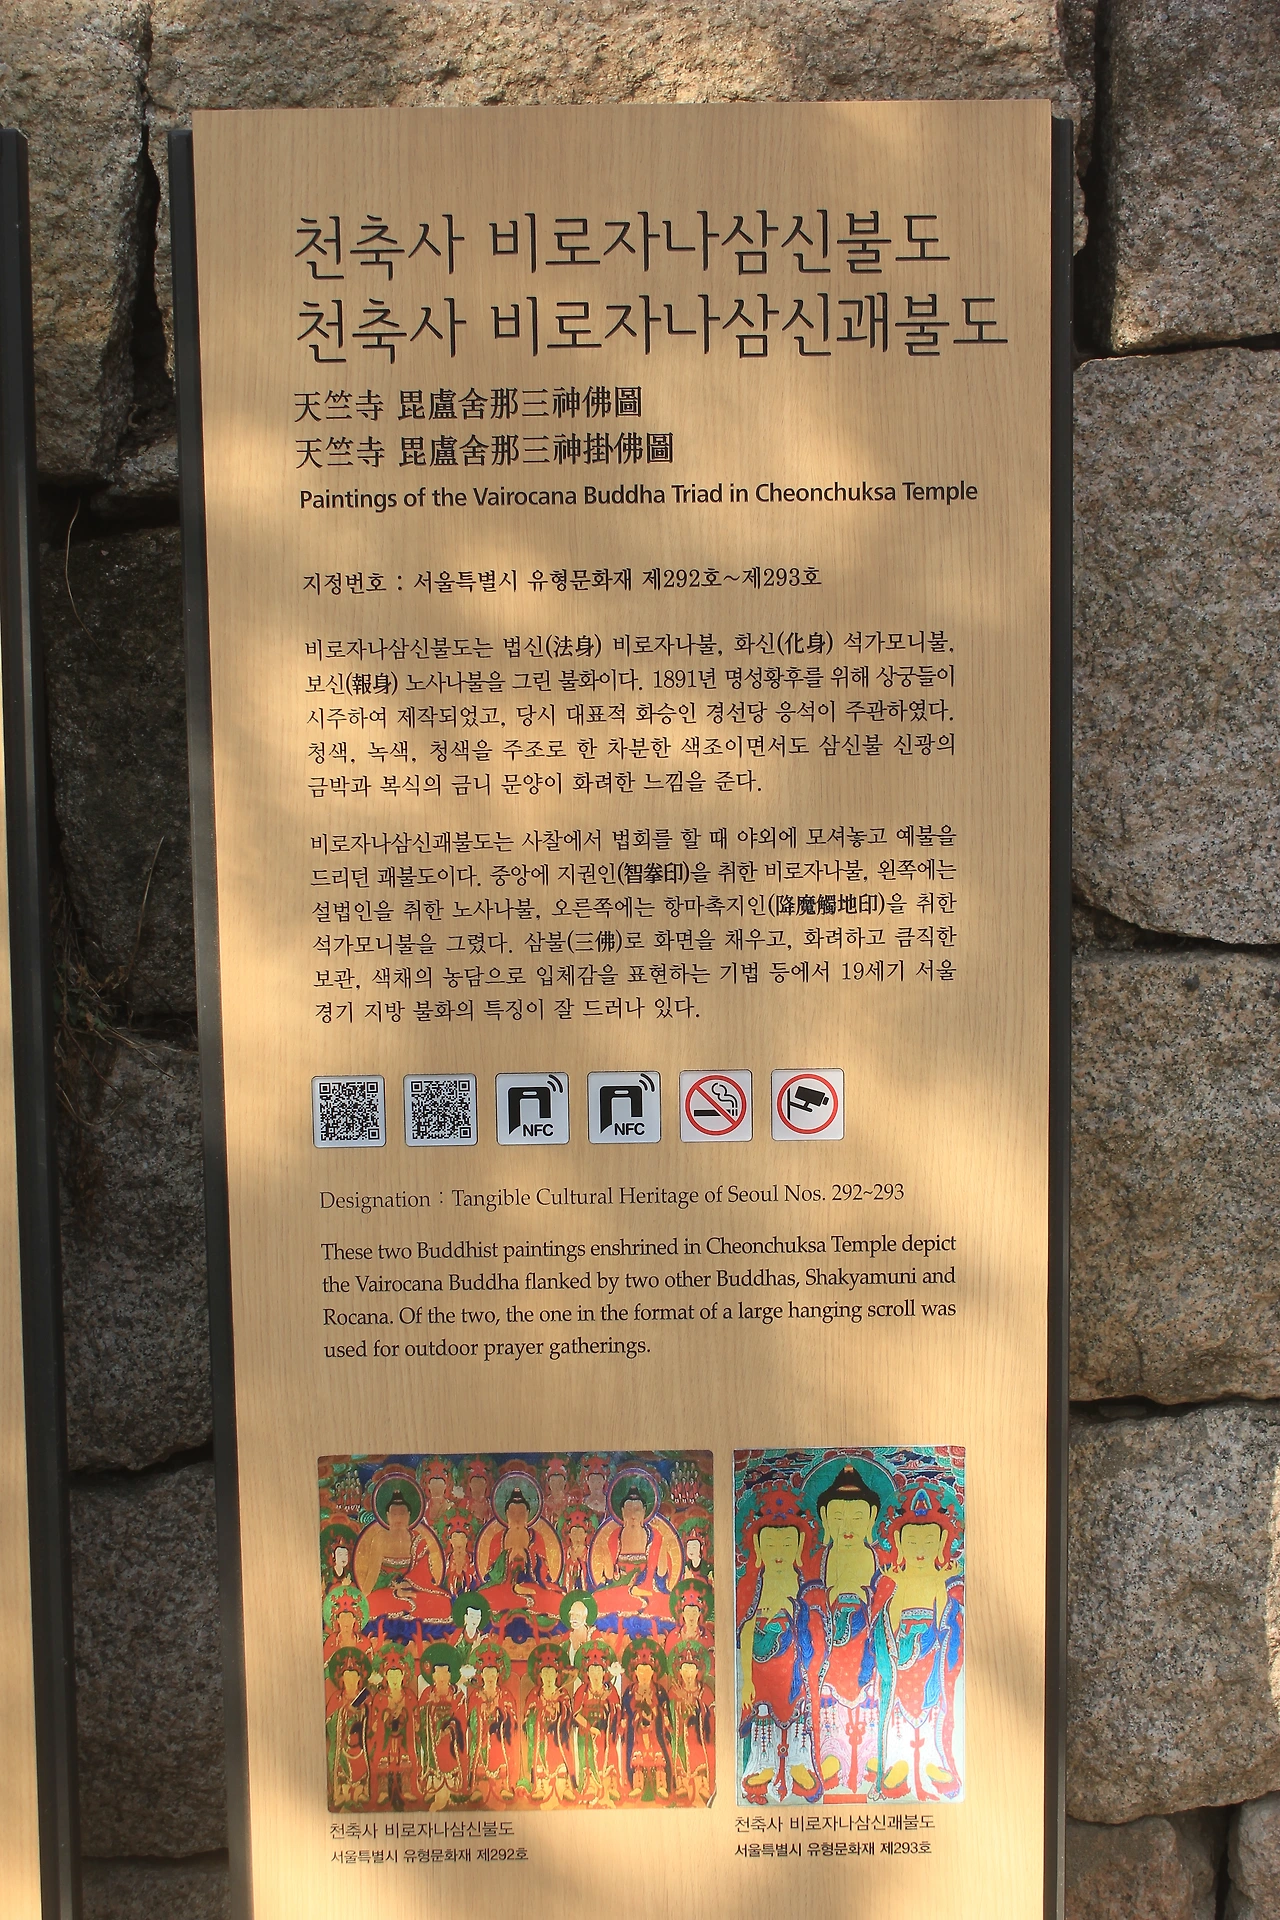 천축사 비로자나삼신불도
천축사 비로자나삼신괘불도
天竺寺 毘盧舍那三神佛圖
天竺寺 毘盧舍那三神掛佛圖
Paintings of the Vairocana Buddha Triad in Cheonchuksa Temple
지정번호 : 서울특별시 유형문화재 제292호~제293호
비로자나삼신불도는 법신(法身) 비로자나불, 화신(化身) 석가모니불,
보신(報身) 노사나불을 그린 불화이다. 1891년 명성황후를 위해 상궁들이
시주하여 제작되었고, 당시 대표적 화승인 경선당 응석이 주관하였다.
청색, 녹색, 청색을 주조로 한 차분한 색조이면서도 삼신불 신광의
금박과 복식의 금니 문양이 화려한 느낌을 준다.
비로자나삼신괘불도는 사찰에서 법회를 할 때 야외에 모셔놓고 예불을
드리던 괘불도이다. 중앙에 지권인(智拳印)을 취한 비로자나불, 왼쪽에는
설법인을 취한 노사나불, 오른쪽에는 항마촉지인(降魔觸地印)을 취한
석가모니불을 그렸다. 삼불(三佛)로 화면을 채우고, 화려하고 큼직한
보관, 색채의 농담으로 입체감을 표현하는 기법 등에서 19세기 서울
경기 지방 불화의 특징이 잘 드러나 있다.
NFC
NFC
Designation : Tangible Cultural Heritage of Seoul Nos. 292~293
These two Buddhist paintings enshrined in Cheonchuksa Temple depict
the Vairocana Buddha flanked by two other Buddhas, Shakyamuni and
Rocana. Of the two, the one in the format of a large hanging scroll was
used for outdoor prayer gatherings.
천축사 비로자나삼신불도
서울특별시 유형문화재 제292호
천축사 비로자나삼신괘불도
서울특별시 유형문화재 제293호